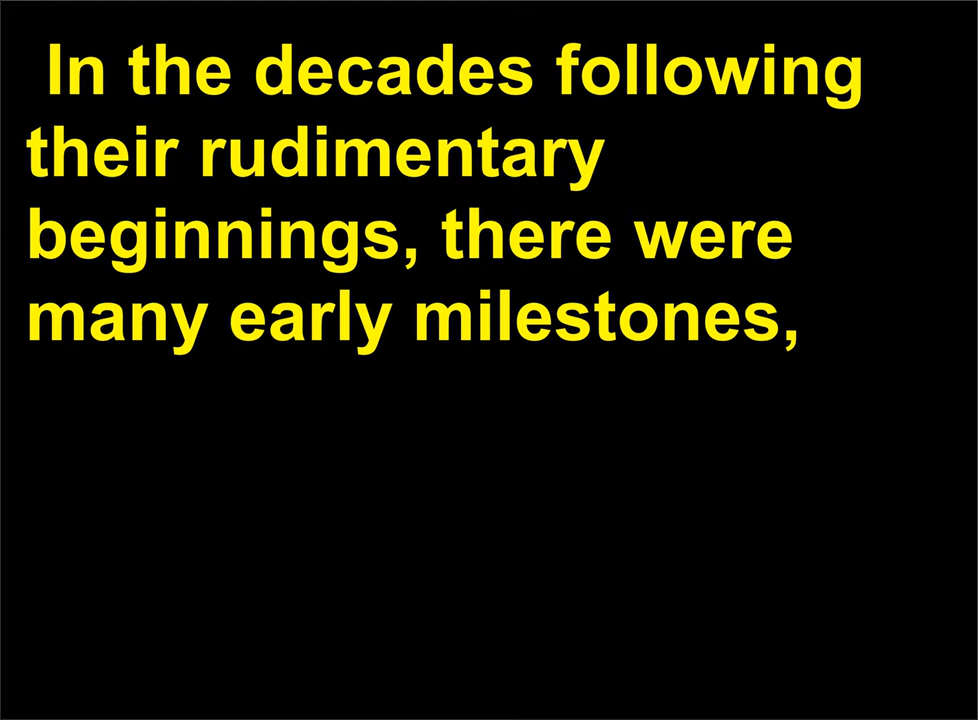 In the decades following
their rudimentary
beginnings, there were
many early milestones,